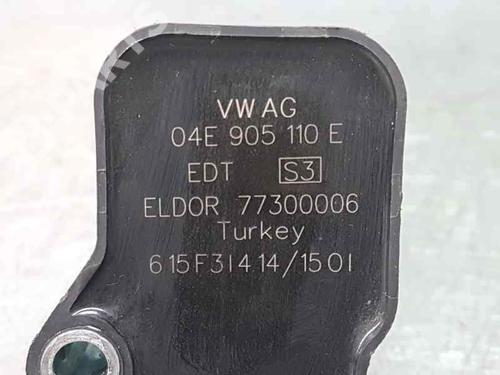 VW AG
04E 905 110 E
EDT S3
ELDOR 77300006
Turkey
615F31414/1501